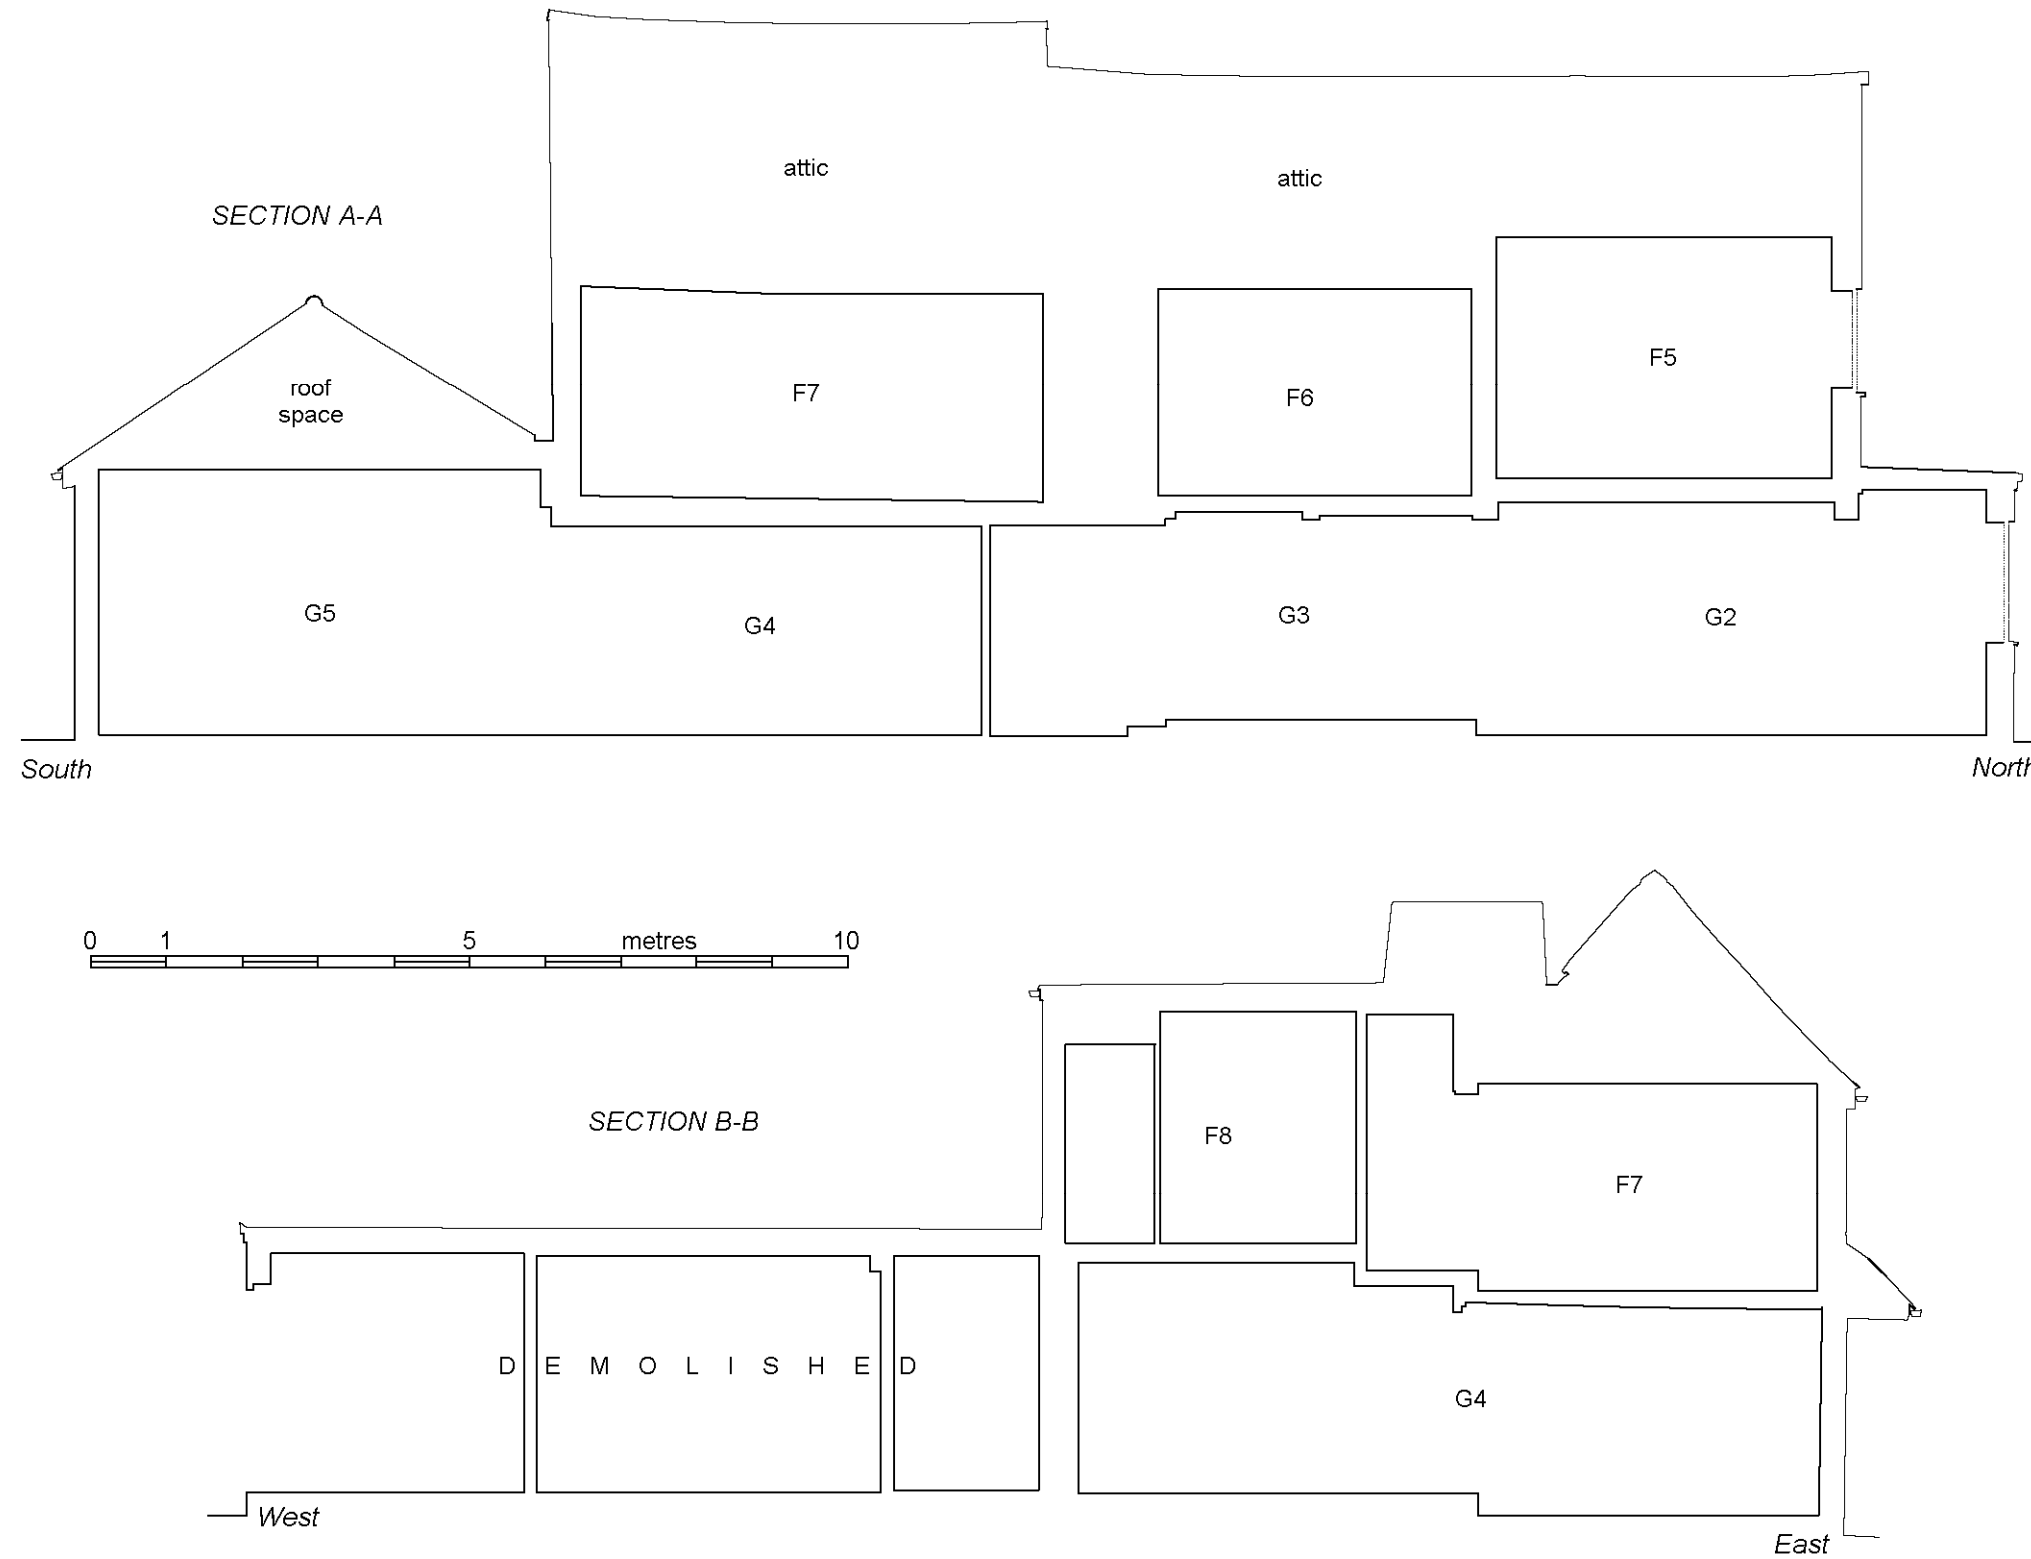 attic
attic
SECTION A-A
F5
roof
space
F7
F6
G5
G4
G3
G2
South
North
0 1 5 metres 10
SECTION B-B
F8
F7
DEMOLISHED
G4
West
East